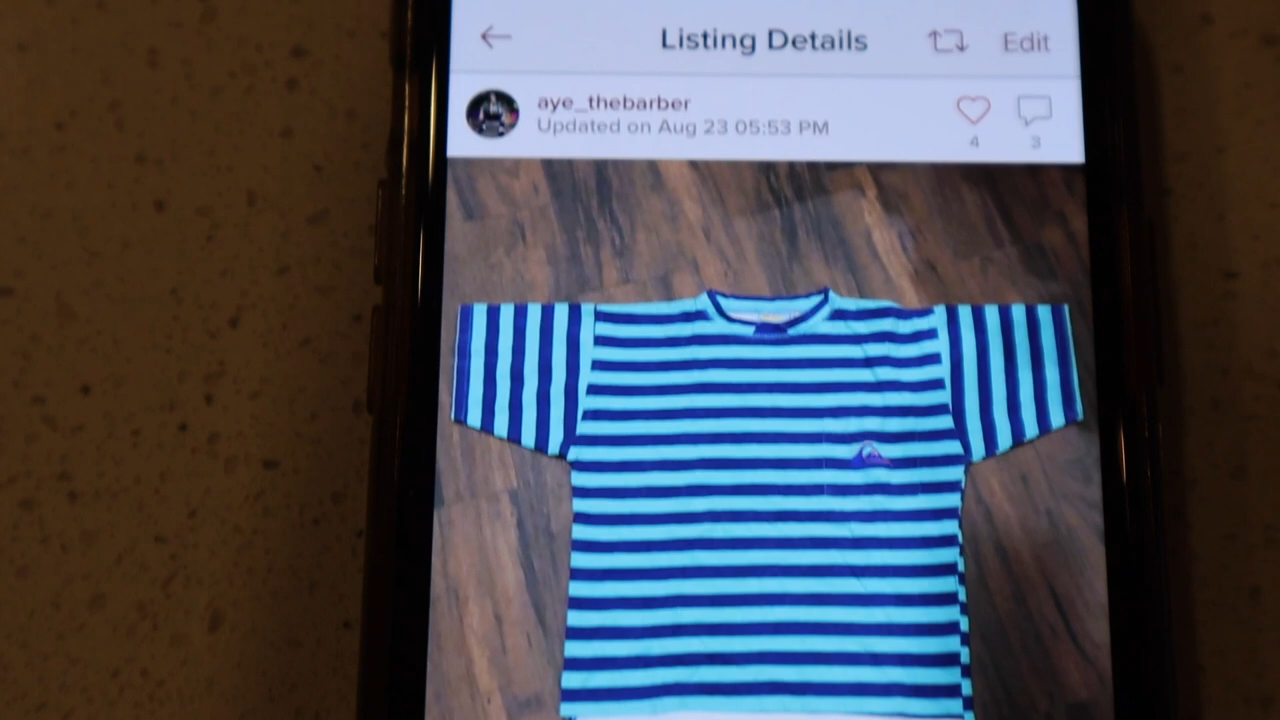 Listing Details
Edit
aye_thebarber
Updated on Aug 23 05:53 PM
4
3